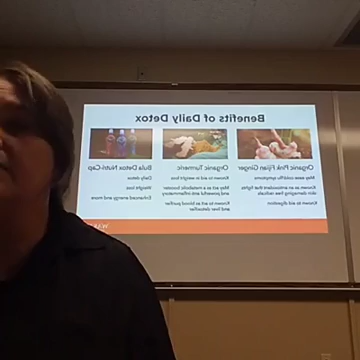 Benefits of Daily Detox
Organic Pink Fijian Ginger
May ease cold/flu symptoms
Known as an antioxidant that fights
skin damaging free radicals
Known to aid in digestion
Organic Turmeric
Known to aid in weight loss
May aid as a metabolic booster
and powerful anti inflammatory
Known to aid as blood purifier
and liver detoxifier
Bula Detox Nutri-Cap
Daily detox
Weight loss
Enhanced energy and more